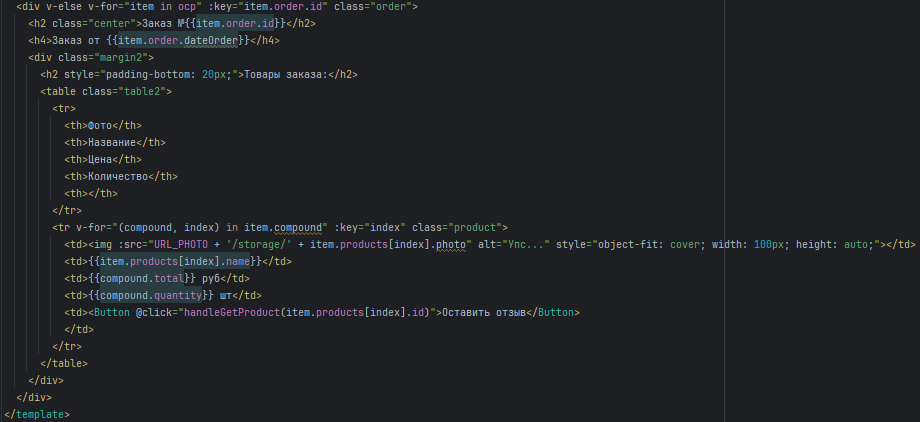 <div v-else v-for="item in ocp" :key="item.order.id" class="order">
<h2 class="center">Заказ №{{item.order.id}}</h2>
<h4>Заказ от {{item.order.dateOrder}}</h4>
<div class="margin2">
<h2 style="padding-bottom: 20px;">Товары заказа:</h2>
<table class="table2">
<tr>
<th>Фото</th>
<th>Название</th>
<th>Цена</th>
<th>Количество</th>
<th></th>
</tr>
<tr v-for="(compound, index) in item.compound" :key="index" class="product">
<td><img :src="URL_PHOTO + '/storage/' + item.products[index].photo" alt="Упс..." style="object-fit: cover; width: 100px; height: auto;"></td>
<td>{{item.products[index].name}}</td>
<td>{{compound.total}} руб</td>
<td>{{compound.quantity}} шт</td>
<td><Button @click="handleGetProduct(item.products[index].id)">Оставить отзыв</Button>
</td>
</tr>
</table>
</div>
</div>
</template>